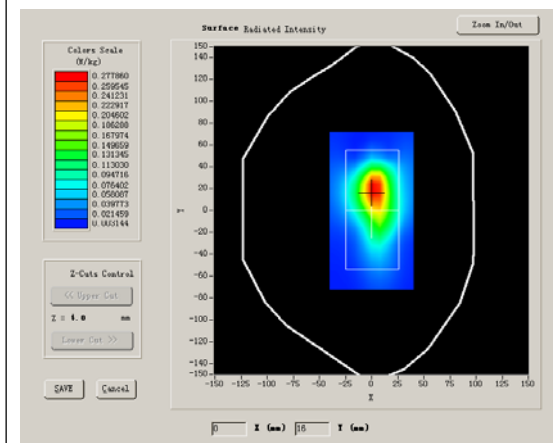 Surface Radiated Intensity
Zoom In/Out
Colors Scale
(W/kg)
0.277860
0.259545
0.241231
0.222917
0.204602
0.186288
0.167974
0.149659
0.131345
0.113030
0.094716
0.076402
0.058087
0.039773
0.021459
0.003144
150
140
120
100
80
60
40
20
0
-20
-40
-60
-80
-100
-120
-140
-150
Y
-150 -125 -100 -75 -50 -25 0 25 50 75 100 125 150
X
Z-Cuts Control
<< Upper Cut
Z = 4.0 mm
Lower Cut >>
SAVE Cancel
0 X (mm) 16 Y (mm)